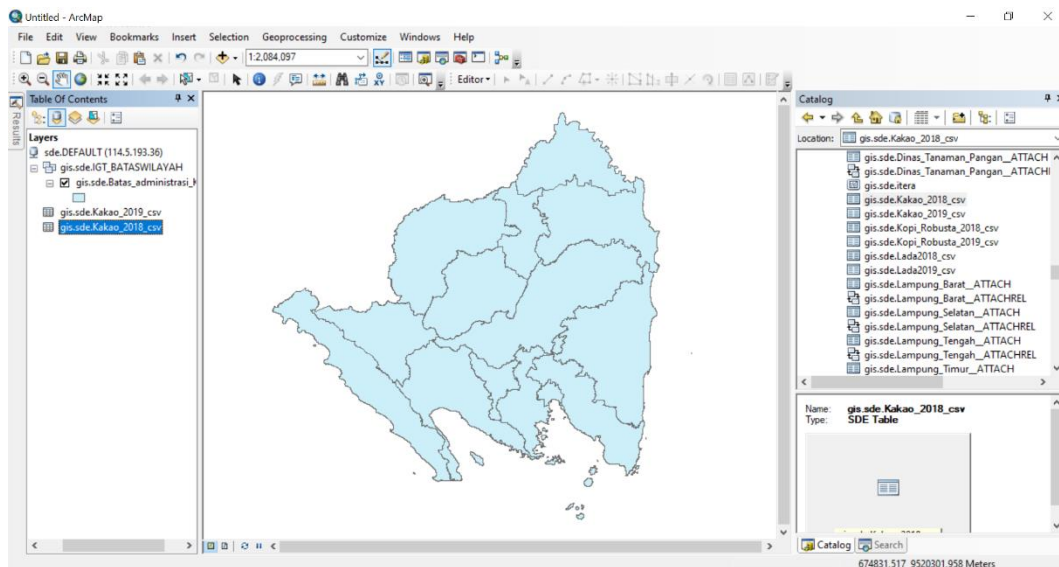 Untitled - ArcMap
File Edit View Bookmarks Insert Selection Geoprocessing Customize Windows Help
1:2,084,097
Editor
Results
Table Of Contents
Layers
sde.DEFAULT (114.5.193.36)
gis.sde.IGT_BATASWILAYAH
gis.sde.Batas_administrasi_
gis.sde.Kakao_2019_csv
gis.sde.Kakao_2018_csv
Catalog
Location: gis.sde.Kakao_2018_csv
gis.sde.Dinas_Tanaman_Pangan__ATTACH
gis.sde.Dinas_Tanaman_Pangan__ATTACH
gis.sde.itera
gis.sde.Kakao_2018_csv
gis.sde.Kakao_2019_csv
gis.sde.Kopi_Robusta_2018_csv
gis.sde.Kopi_Robusta_2019_csv
gis.sde.Lada2018_csv
gis.sde.Lada2019_csv
gis.sde.Lampung_Barat__ATTACH
gis.sde.Lampung_Barat__ATTACHREL
gis.sde.Lampung_Selatan__ATTACH
gis.sde.Lampung_Selatan__ATTACHREL
gis.sde.Lampung_Tengah__ATTACH
gis.sde.Lampung_Tengah__ATTACHREL
gis.sde.Lampung_Timur__ATTACH
Name: gis.sde.Kakao_2018_csv
Type: SDE Table
Catalog Search
674831.517 9520301.958 Meters